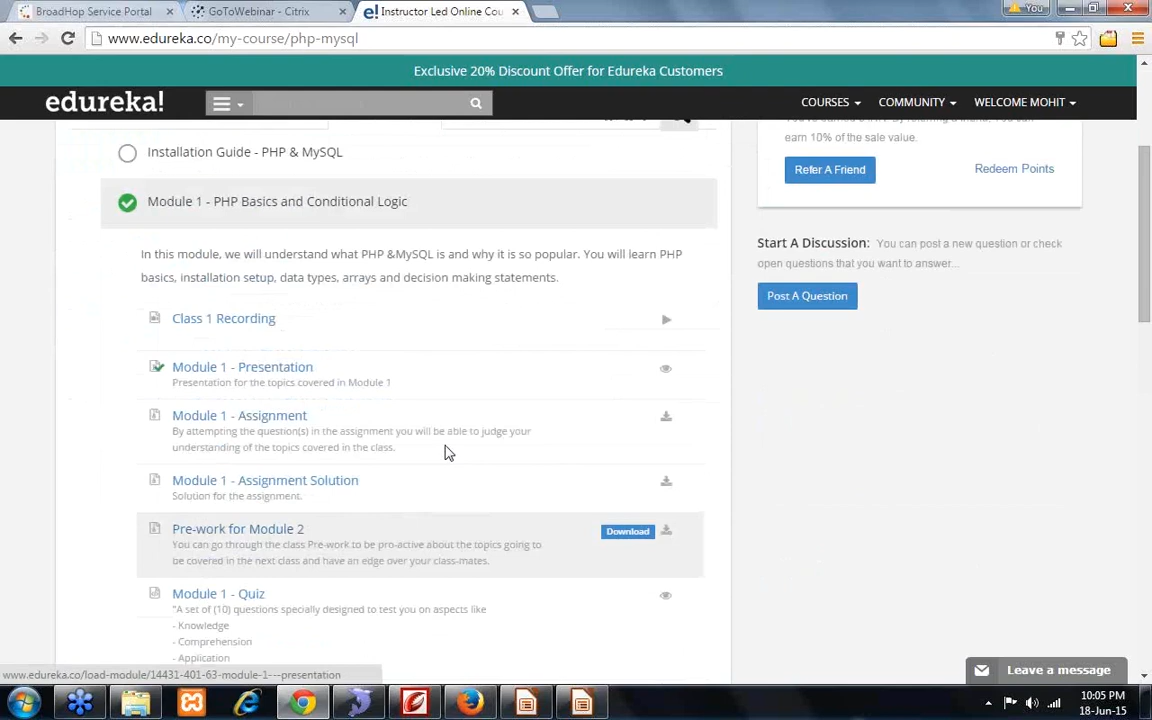 BroadHop Service Portal
GoToWebinar - Citrix
Instructor Led Online Cou
You
www.edureka.co/my-course/php-mysql
Exclusive 20% Discount Offer for Edureka Customers
edureka!
COURSES
COMMUNITY
WELCOME MOHIT
earn 10% of the sale value.
Refer A Friend
Redeem Points
Installation Guide - PHP & MySQL
Module 1 - PHP Basics and Conditional Logic
In this module, we will understand what PHP &MySQL is and why it is so popular. You will learn PHP
basics, installation setup, data types, arrays and decision making statements.
Start A Discussion: You can post a new question or check
open questions that you want to answer...
Post A Question
Class 1 Recording
Module 1 - Presentation
Presentation for the topics covered in Module 1
Module 1 - Assignment
By attempting the question(s) in the assignment you will be able to judge your
understanding of the topics covered in the class.
Module 1 - Assignment Solution
Solution for the assignment.
Pre-work for Module 2
Download
You can go through the class Pre-work to be pro-active about the topics going to
be covered in the next class and have an edge over your class-mates.
Module 1 - Quiz
"A set of (10) questions specially designed to test you on aspects like
- Knowledge
- Comprehension
- Application
www.edureka.co/load-module/14431-401-63-module-1---presentation
Leave a message
10:05 PM
18-Jun-15